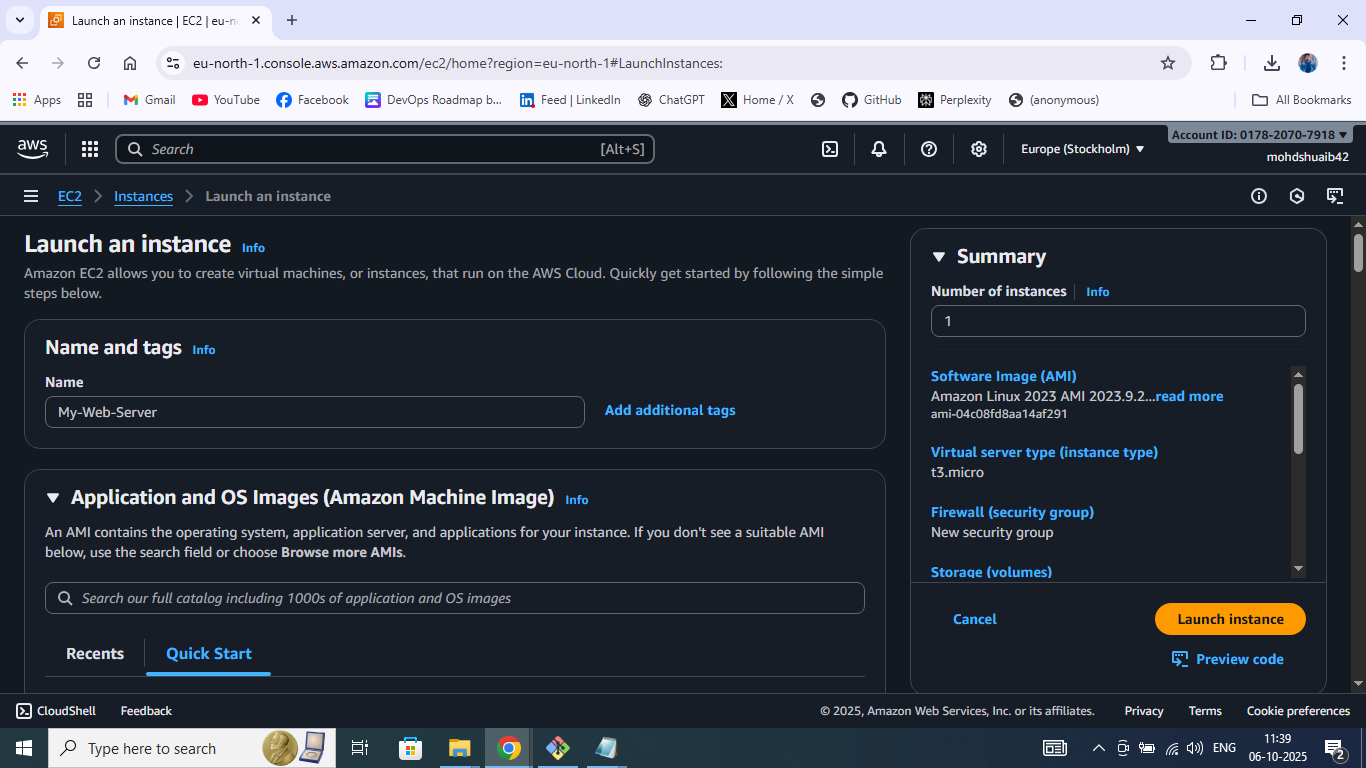 Launch an instance | EC2 | eu-n
eu-north-1.console.aws.amazon.com/ec2/home?region=eu-north-1#LaunchInstances:
Apps
Gmail
YouTube
Facebook
DevOps Roadmap b...
Feed | LinkedIn
ChatGPT
Home / X
GitHub
Perplexity
(anonymous)
All Bookmarks
aws
Search
[Alt+S]
Europe (Stockholm)
Account ID: 0178-2070-7918
mohdshuaib42
EC2
Instances
Launch an instance
Launch an instance Info
Amazon EC2 allows you to create virtual machines, or instances, that run on the AWS Cloud. Quickly get started by following the simple
steps below.
Name and tags Info
Name
My-Web-Server
Add additional tags
Application and OS Images (Amazon Machine Image) Info
An AMI contains the operating system, application server, and applications for your instance. If you don't see a suitable AMI
below, use the search field or choose Browse more AMIs.
Search our full catalog including 1000s of application and OS images
Recents
Quick Start
Summary
Number of instances Info
1
Software Image (AMI)
Amazon Linux 2023 AMI 2023.9.2...read more
ami-04c08fd8aa14af291
Virtual server type (instance type)
t3.micro
Firewall (security group)
New security group
Storage (volumes)
Cancel
Launch instance
Preview code
CloudShell
Feedback
© 2025, Amazon Web Services, Inc. or its affiliates.
Privacy
Terms
Cookie preferences
Type here to search
ENG
11:39
06-10-2025
2